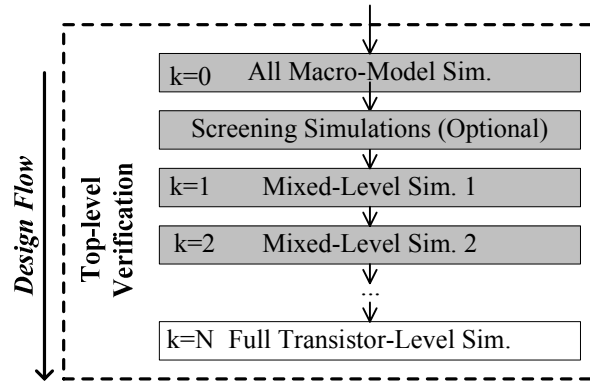 k=0 All Macro-Model Sim.
Screening Simulations (Optional)
k=1 Mixed-Level Sim. 1
k=2 Mixed-Level Sim. 2
...
k=N Full Transistor-Level Sim.
Design Flow
Top-level
Verification